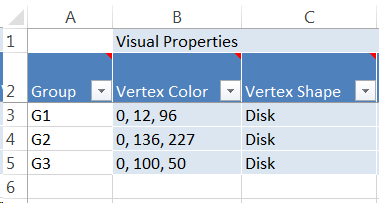 A B C
1 Visual Properties
2 Group Vertex Color Vertex Shape
3 G1 0, 12, 96 Disk
4 G2 0, 136, 227 Disk
5 G3 0, 100, 50 Disk
6